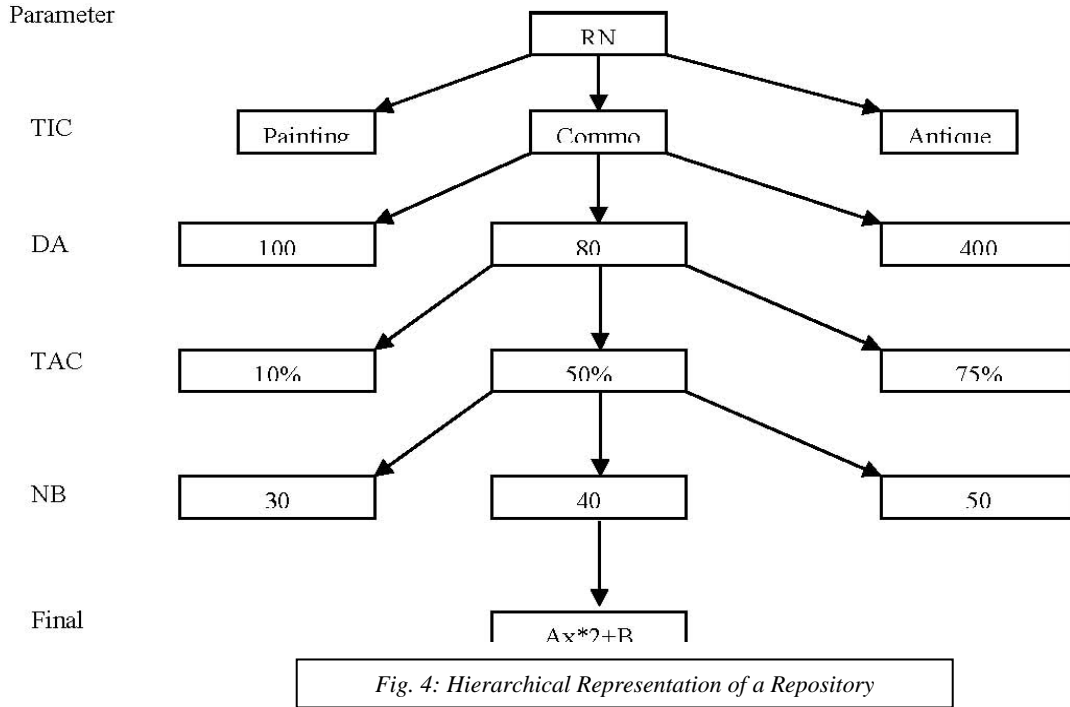 Parameter
RN
TIC
Painting
Commo
Antique
DA
100
80
400
TAC
10%
50%
75%
NB
30
40
50
Final
Ax*2+B
Fig. 4: Hierarchical Representation of a Repository